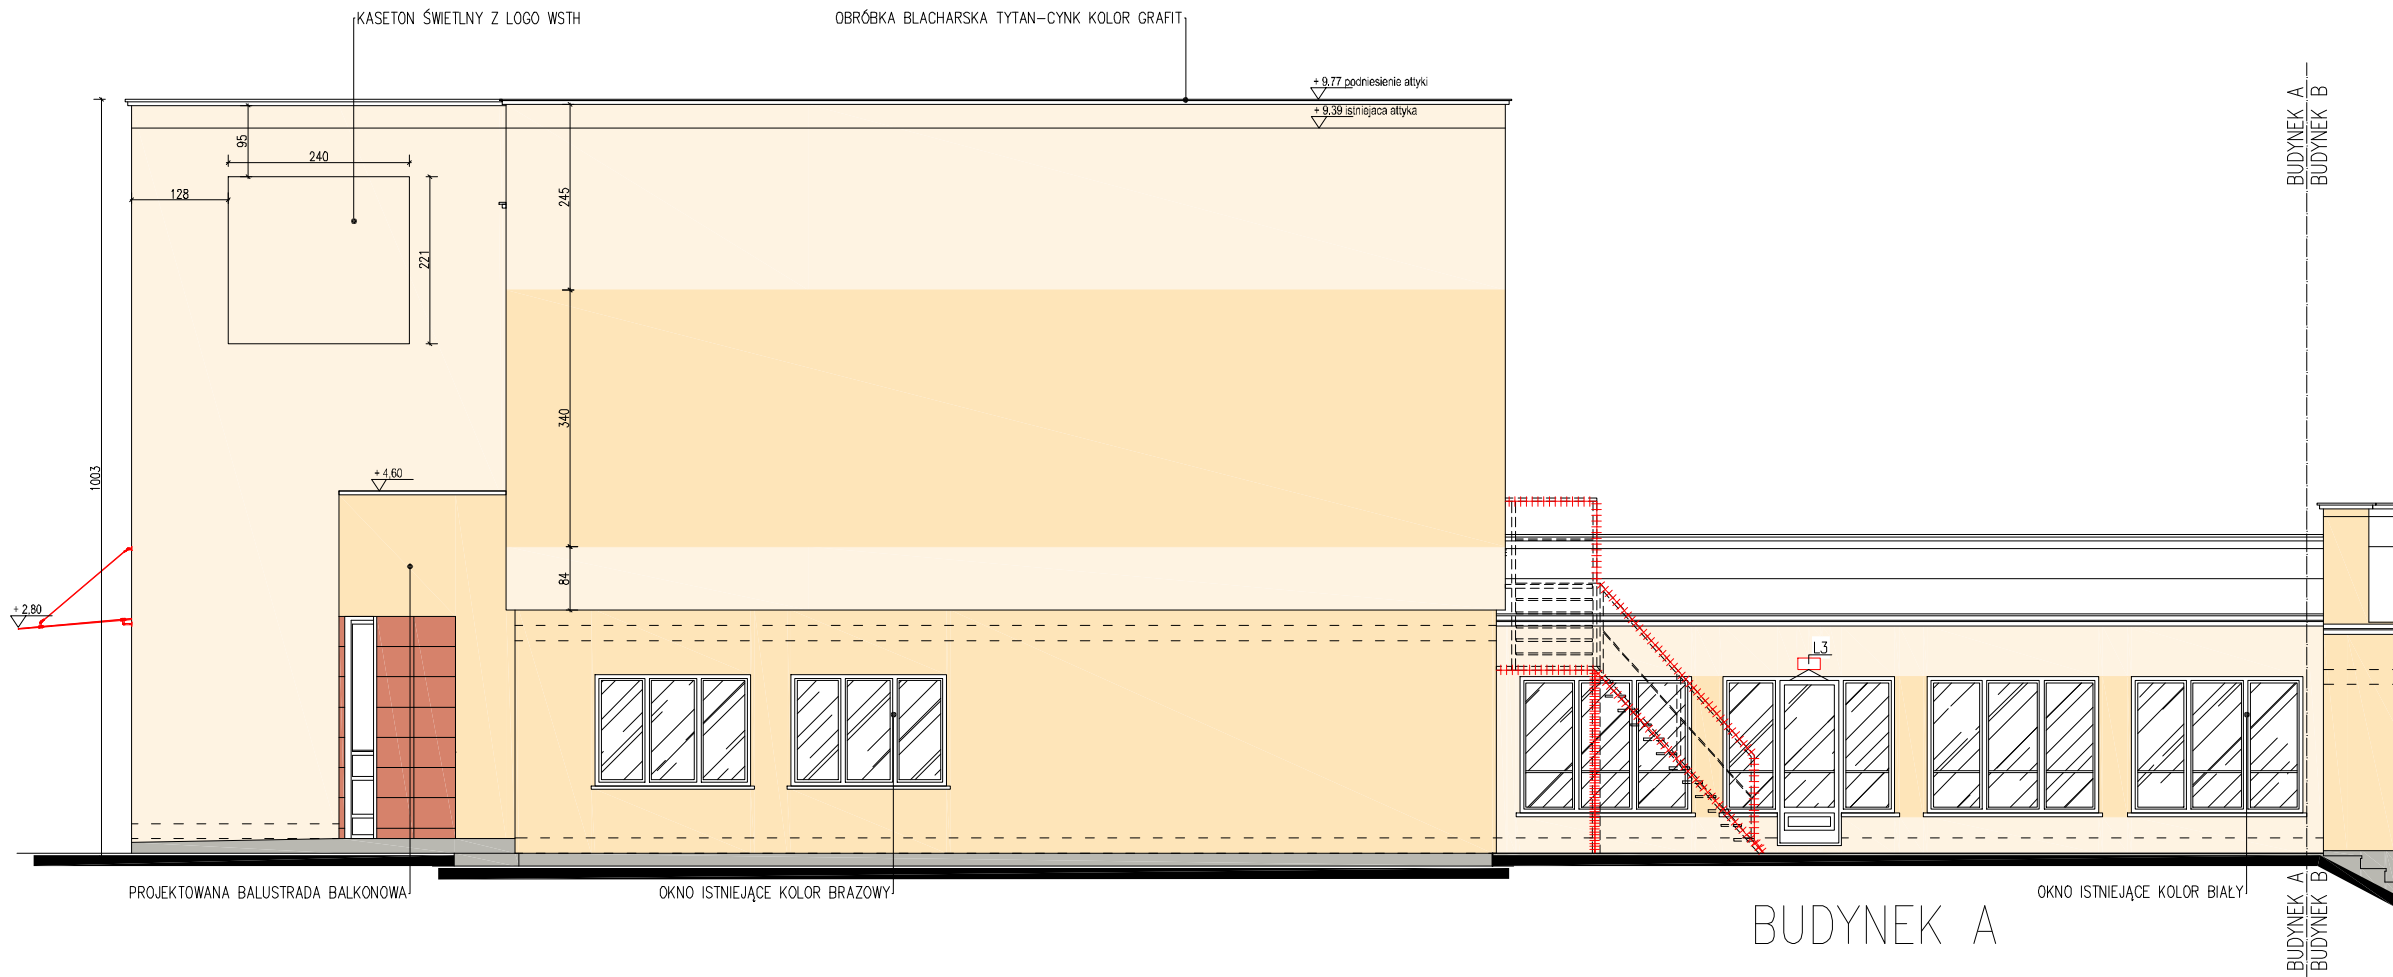 KASETON ŚWIETLNY Z LOGO WSTH
OBRÓBKA BLACHARSKA TYTAN-CYNK KOLOR GRAFIT
+ 9.77 podniesienie attyki
+ 9.39 istniejaca attyka
BUDYNEK A
BUDYNEK B
95
240
128
245
221
340
1003
+ 4,60
84
+ 2,80
L3
PROJEKTOWANA BALUSTRADA BALKONOWA
OKNO ISTNIEJĄCE KOLOR BRAZOWY
OKNO ISTNIEJĄCE KOLOR BIAŁY
BUDYNEK A
BUDYNEK A
BUDYNEK B